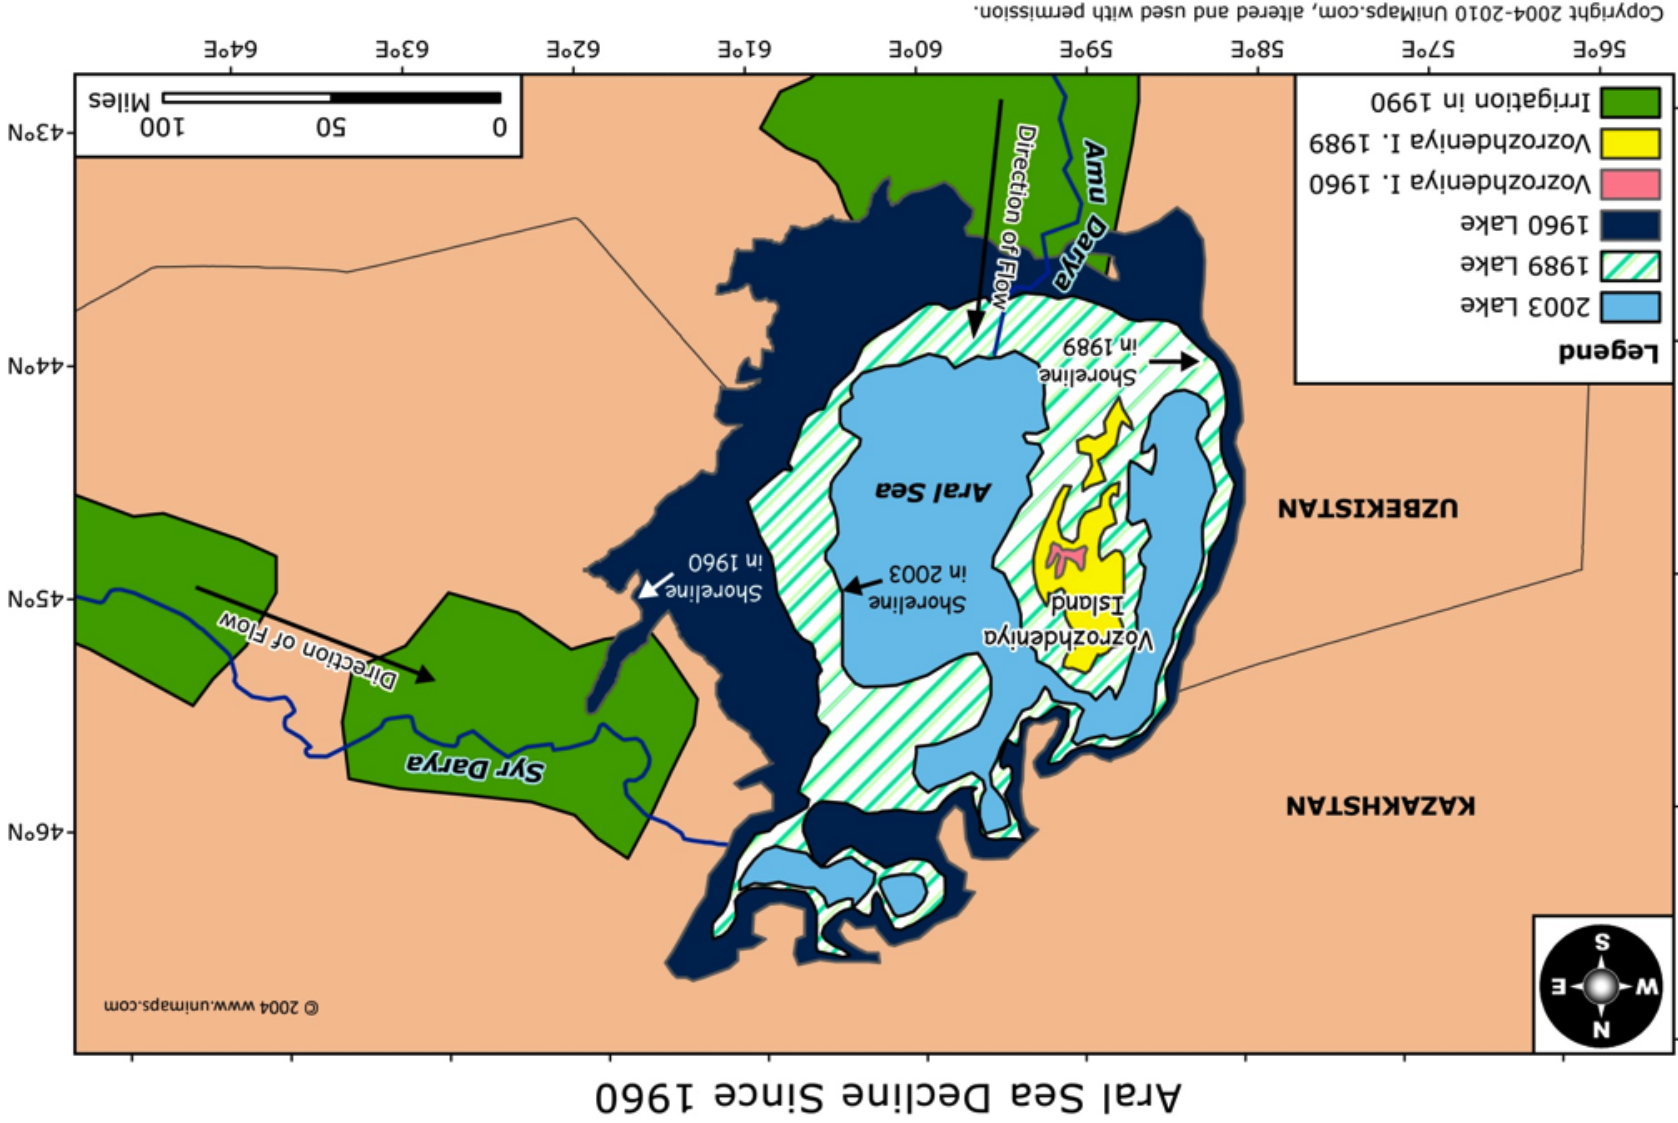 Aral Sea Decline Since 1960
N
W E
S
© 2004 www.unimaps.com
KAZAKHSTAN
UZBEKISTAN
46°N
45°N
44°N
43°N
Syr Darya
Direction of Flow
Vozrozhdeniya
Island
Shoreline
in 2003
Shoreline
in 1960
Aral Sea
Shoreline
in 1989
Amu Darya
Direction of Flow
Legend
2003 Lake
1989 Lake
1960 Lake
Vozrozhdeniya I. 1960
Vozrozhdeniya I. 1989
Irrigation in 1990
0 50 100
Miles
56°E 57°E 58°E 59°E 60°E 61°E 62°E 63°E 64°E
Copyright 2004-2010 UniMaps.com, altered and used with permission.